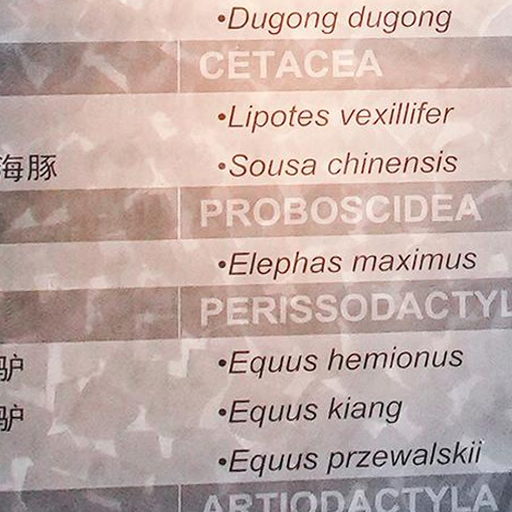 •Dugong dugong
CETACEA
•Lipotes vexillifer
海豚 •Sousa chinensis
PROBOSCIDEA
•Elephas maximus
PERISSODACTYL
驴 •Equus hemionus
驴 •Equus kiang
•Equus przewalskii
ARTIODACTYLA